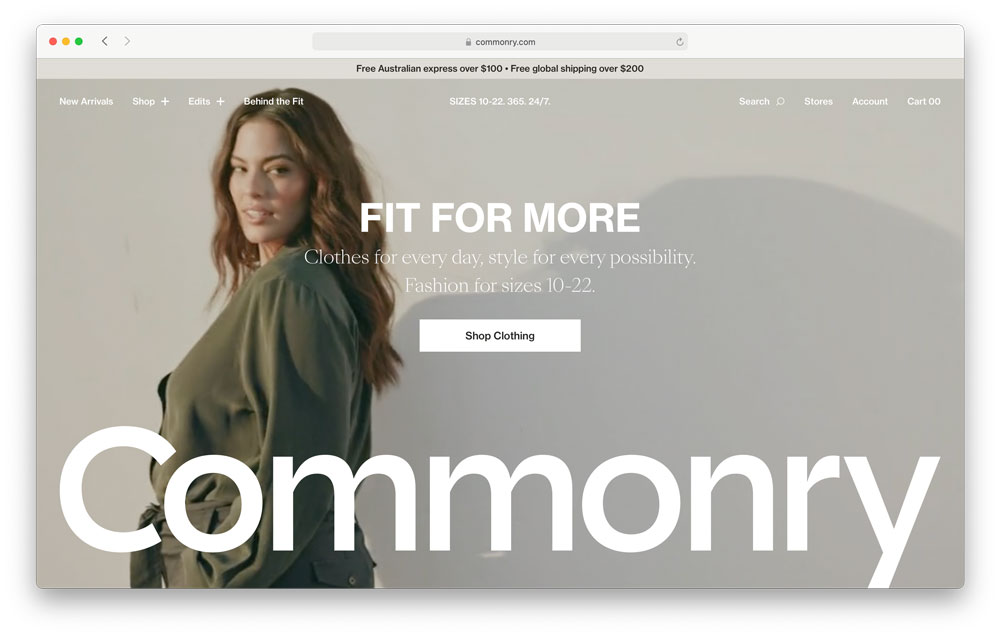 commonry.com
Free Australian express over $100 • Free global shipping over $200
New Arrivals Shop + Edits + Behind the Fit SIZES 10-22. 365. 24/7. Search Stores Account Cart 00
FIT FOR MORE
Clothes for every day, style for every possibility.
Fashion for sizes 10-22.
Shop Clothing
Commonry